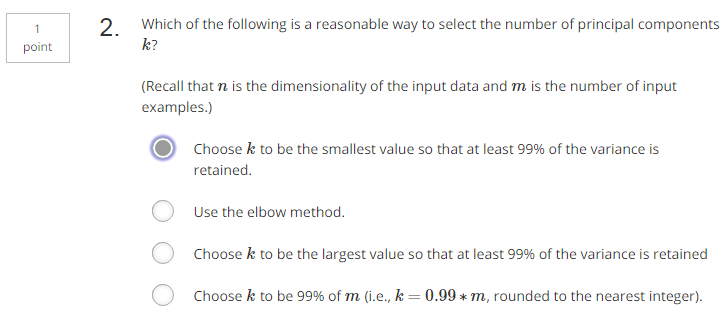 1
point
2.
Which of the following is a reasonable way to select the number of principal components
k?
(Recall that n is the dimensionality of the input data and m is the number of input
examples.)
Choose k to be the smallest value so that at least 99% of the variance is
retained.
Use the elbow method.
Choose k to be the largest value so that at least 99% of the variance is retained
Choose k to be 99% of m (i.e., k = 0.99 ∗ m, rounded to the nearest integer).